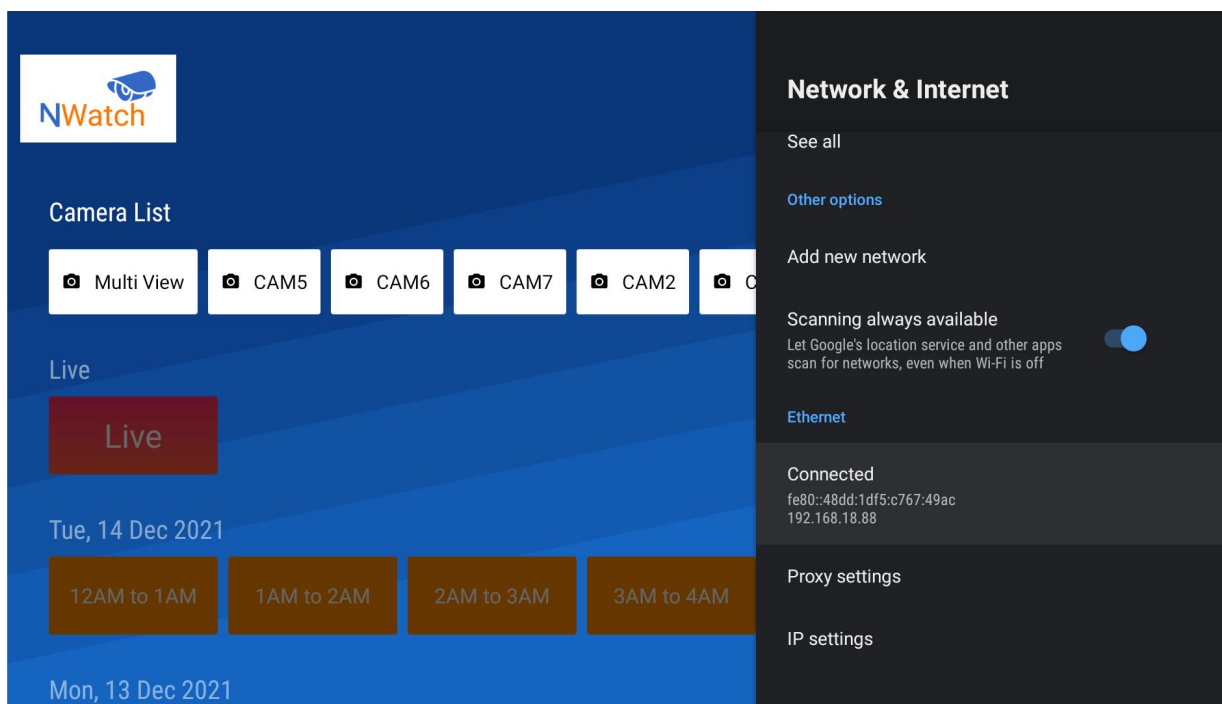 NWatch
Camera List
Multi View
CAM5
CAM6
CAM7
CAM2
C
Live
Live
Tue, 14 Dec 2021
12AM to 1AM
1AM to 2AM
2AM to 3AM
3AM to 4AM
Mon, 13 Dec 2021
Network & Internet
See all
Other options
Add new network
Scanning always available
Let Google's location service and other apps
scan for networks, even when Wi-Fi is off
Ethernet
Connected
fe80::48dd:1df5:c767:49ac
192.168.18.88
Proxy settings
IP settings